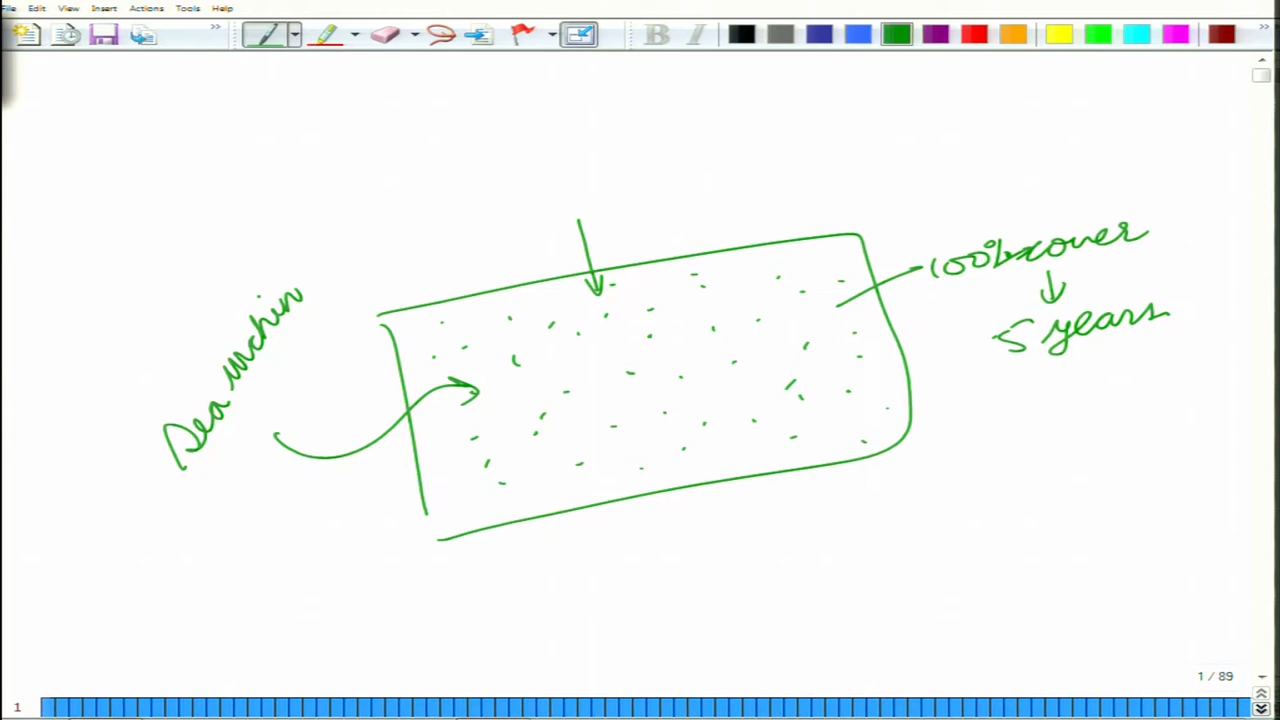 File Edit View Insert Actions Tools Help
B I
Sea urchin
100% cover
5 years
1 / 89
1